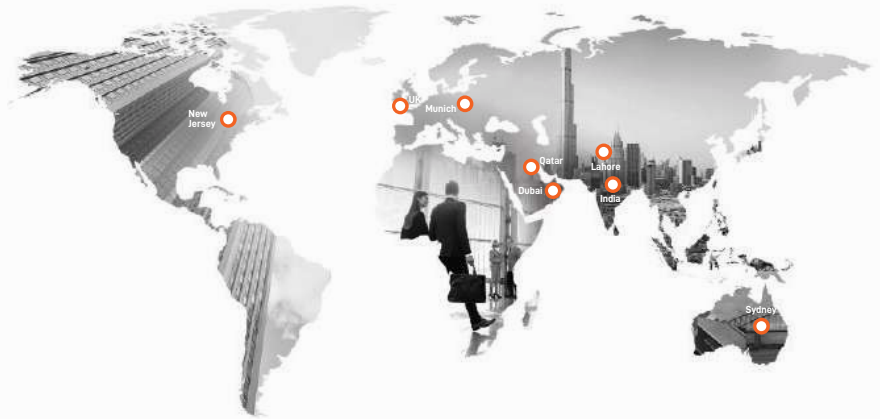 New
Jersey
UK
Munich
Qatar
Dubai
Lahore
India
Sydney